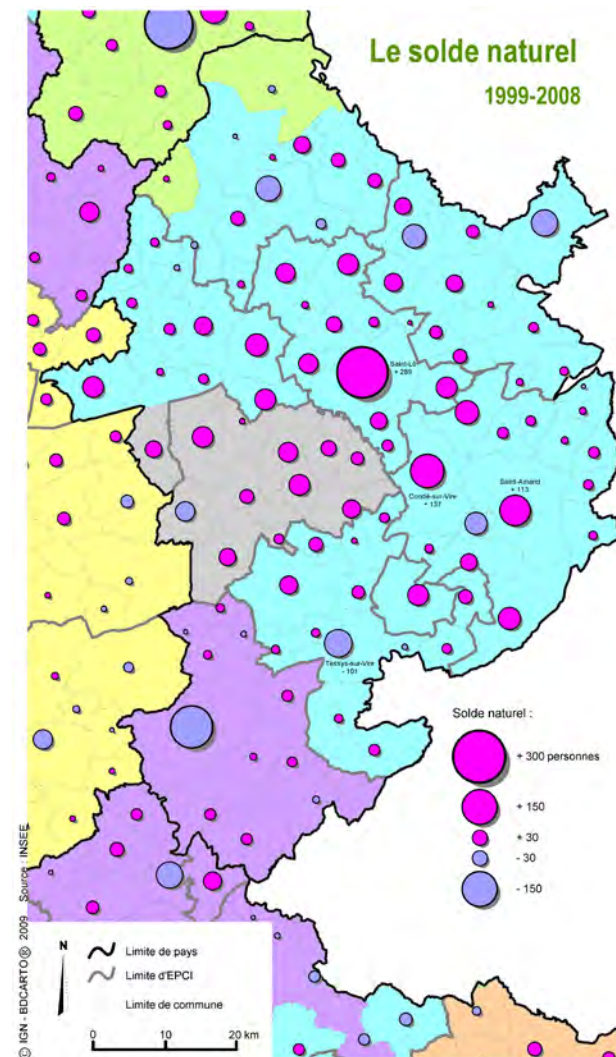 Le solde naturel
1999-2008
Saint-Lô
+ 289
Condé-sur-Vire
+ 137
Saint-Amand
+ 113
Tessy-sur-Vire
- 101
Solde naturel :
+ 300 personnes
+ 150
+ 30
- 30
- 150
© IGN - BDCARTO® 2009 Source : INSEE
N
Limite de pays
Limite d'EPCI
Limite de commune
0 10 20 km